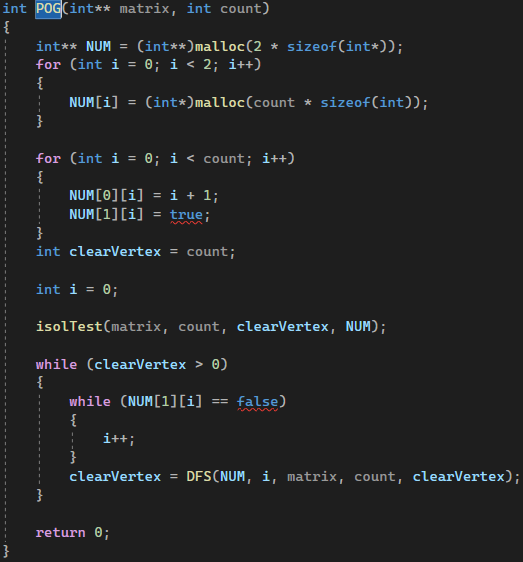 int POG(int** matrix, int count)
{
    int** NUM = (int**)malloc(2 * sizeof(int*));
    for (int i = 0; i < 2; i++)
    {
        NUM[i] = (int*)malloc(count * sizeof(int));
    }

    for (int i = 0; i < count; i++)
    {
        NUM[0][i] = i + 1;
        NUM[1][i] = true;
    }
    int clearVertex = count;

    int i = 0;

    isolTest(matrix, count, clearVertex, NUM);

    while (clearVertex > 0)
    {
        while (NUM[1][i] == false)
        {
            i++;
        }
        clearVertex = DFS(NUM, i, matrix, count, clearVertex);
    }

    return 0;
}